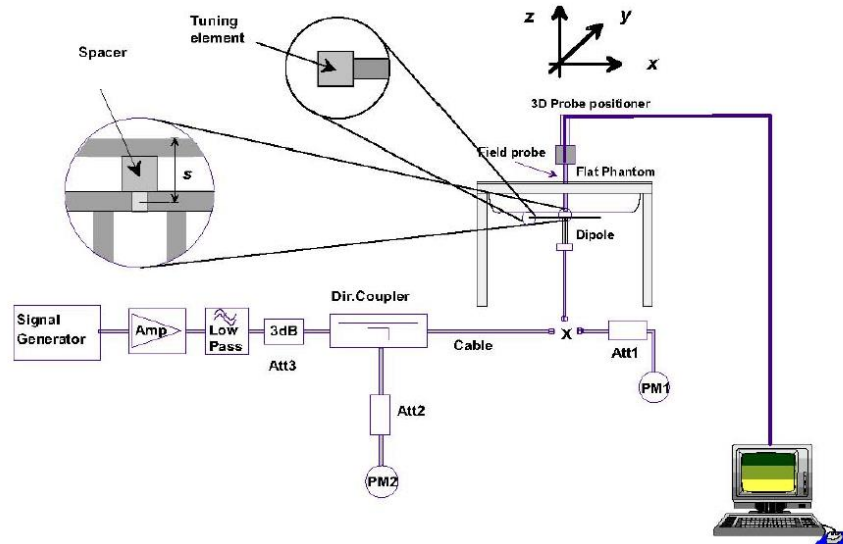 Tuning
element
z
y
x
Spacer
s
3D Probe positioner
Field probe
Flat Phantom
Dipole
Dir.Coupler
Signal
Generator
Amp
Low
Pass
3dB
Att3
Cable
X
Att1
PM1
Att2
PM2